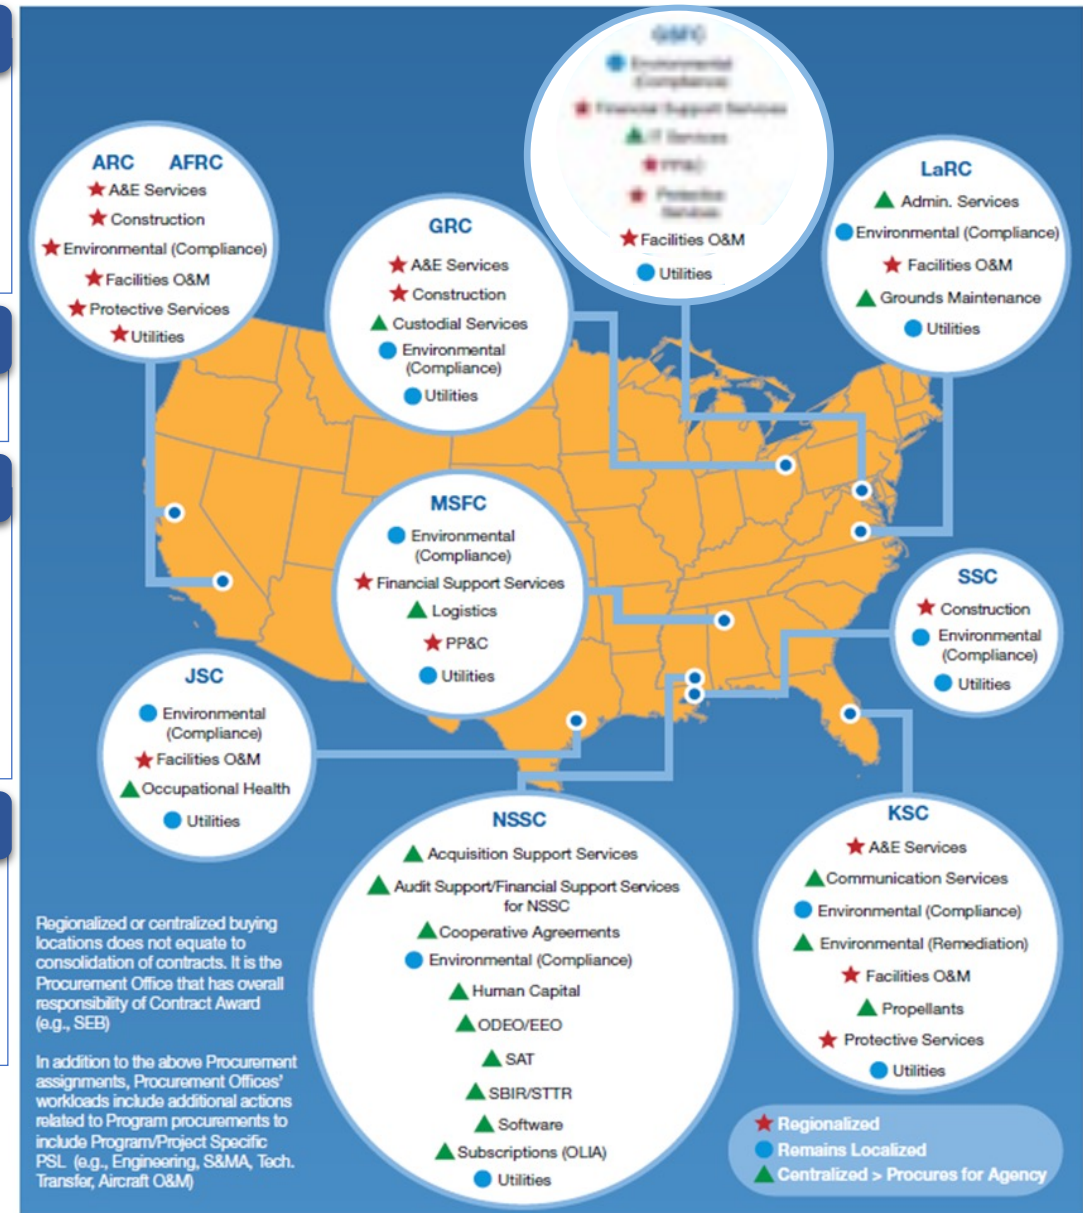 ARC AFRC
A&E Services
Construction
Environmental (Compliance)
Facilities O&M
Protective Services
Utilities
GRC
A&E Services
Construction
Custodial Services
Environmental
(Compliance)
Utilities
Facilities O&M
Utilities
LaRC
Admin. Services
Environmental (Compliance)
Facilities O&M
Grounds Maintenance
Utilities
MSFC
Environmental
(Compliance)
Financial Support Services
Logistics
PP&C
Utilities
SSC
Construction
Environmental
(Compliance)
Utilities
JSC
Environmental
(Compliance)
Facilities O&M
Occupational Health
Utilities
NSSC
Acquisition Support Services
Audit Support/Financial Support Services
for NSSC
Cooperative Agreements
Environmental (Compliance)
Human Capital
ODEO/EEO
SAT
SBIR/STTR
Software
Subscriptions (OLIA)
Utilities
KSC
A&E Services
Communication Services
Environmental (Compliance)
Environmental (Remediation)
Facilities O&M
Propellants
Protective Services
Utilities
Regionalized or centralized buying
locations does not equate to
consolidation of contracts. It is the
Procurement Office that has overall
responsibility of Contract Award
(e.g., SEB)
In addition to the above Procurement
assignments, Procurement Offices'
workloads include additional actions
related to Program procurements to
include Program/Project Specific
PSL (e.g., Engineering, S&MA, Tech.
Transfer, Aircraft O&M)
Regionalized
Remains Localized
Centralized > Procures for Agency